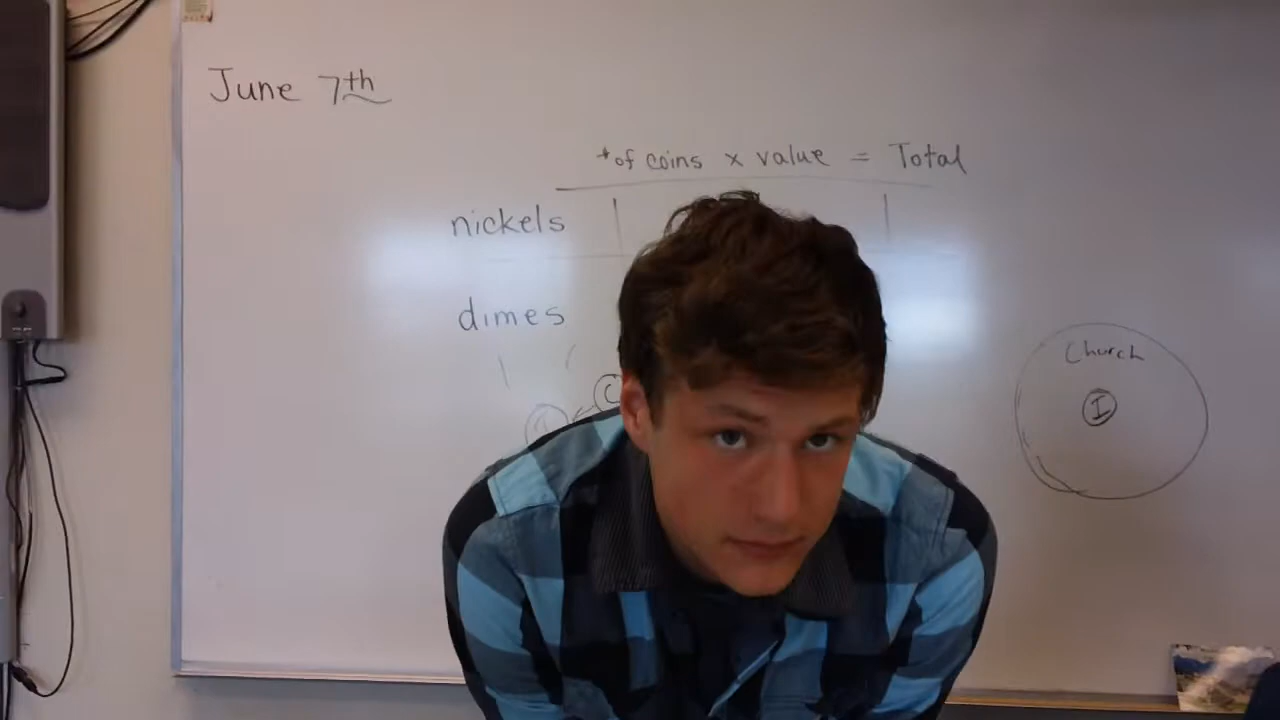 June 7th
# of coins x value = Total
nickels
dimes
C
Church
I